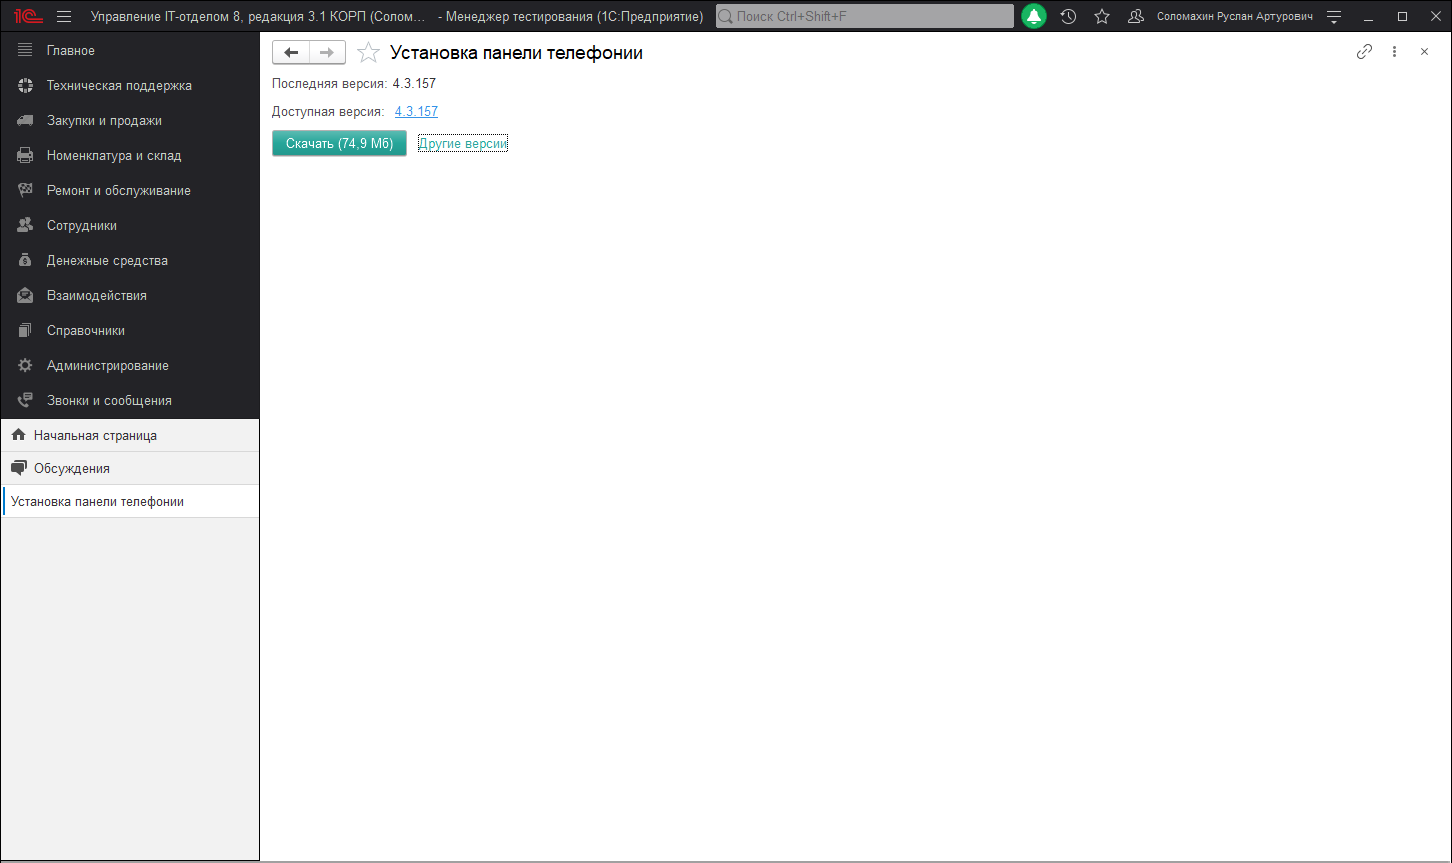 1С Управление IT-отделом 8, редакция 3.1 КОРП (Солом... - Менеджер тестирования (1С:Предприятие) Поиск Ctrl+Shift+F Соломахин Руслан Артурович
Главное
Техническая поддержка
Закупки и продажи
Номенклатура и склад
Ремонт и обслуживание
Сотрудники
Денежные средства
Взаимодействия
Справочники
Администрирование
Звонки и сообщения
Начальная страница
Обсуждения
Установка панели телефонии
Установка панели телефонии
Последняя версия: 4.3.157
Доступная версия: 4.3.157
Скачать (74,9 Мб) Другие версии